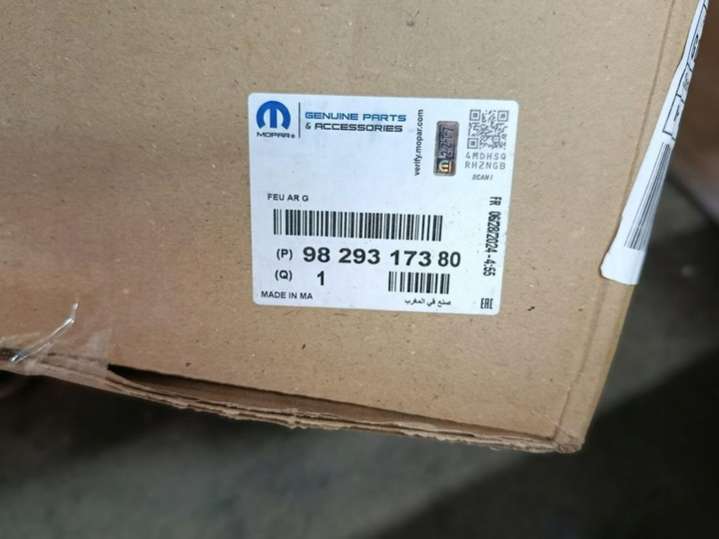 MOPAR®
GENUINE PARTS
& ACCESSORIES
verify.mopar.com
4MDHSQ
RHZNGB
SCAN!
FEU AR G
FR 06/28/2024 - 4:55
(P) 98 293 173 80
(Q) 1
MADE IN MA
صنع في المغرب
EAC